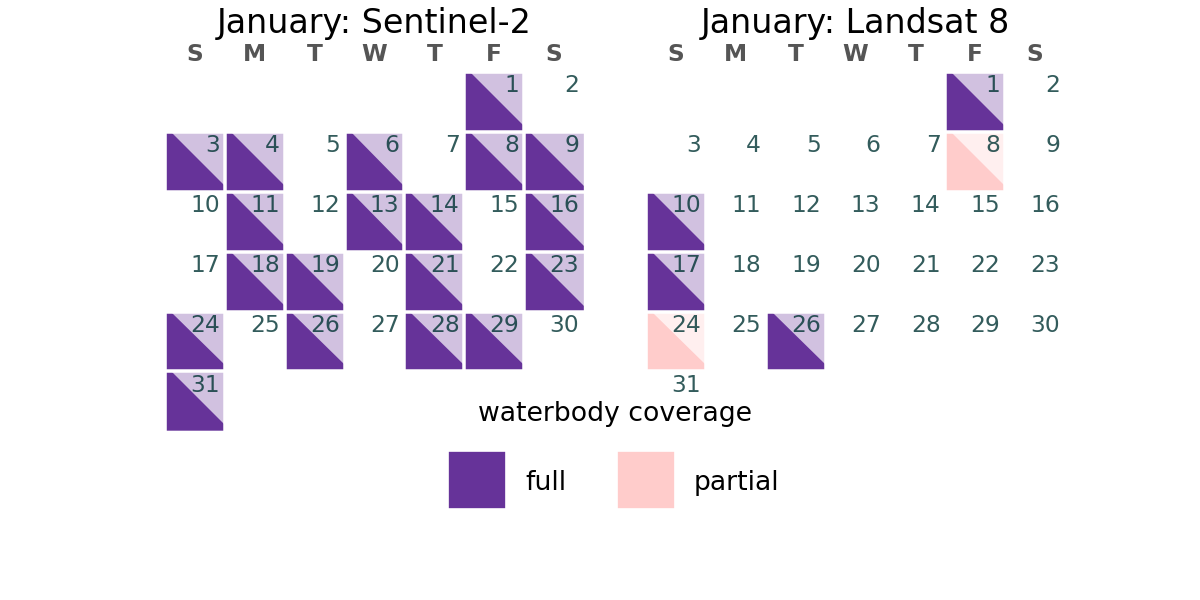 January: Sentinel-2
S M T W T F S
1 2
3 4 5 6 7 8 9
10 11 12 13 14 15 16
17 18 19 20 21 22 23
24 25 26 27 28 29 30
31
January: Landsat 8
S M T W T F S
1 2
3 4 5 6 7 8 9
10 11 12 13 14 15 16
17 18 19 20 21 22 23
24 25 26 27 28 29 30
31
waterbody coverage
full partial